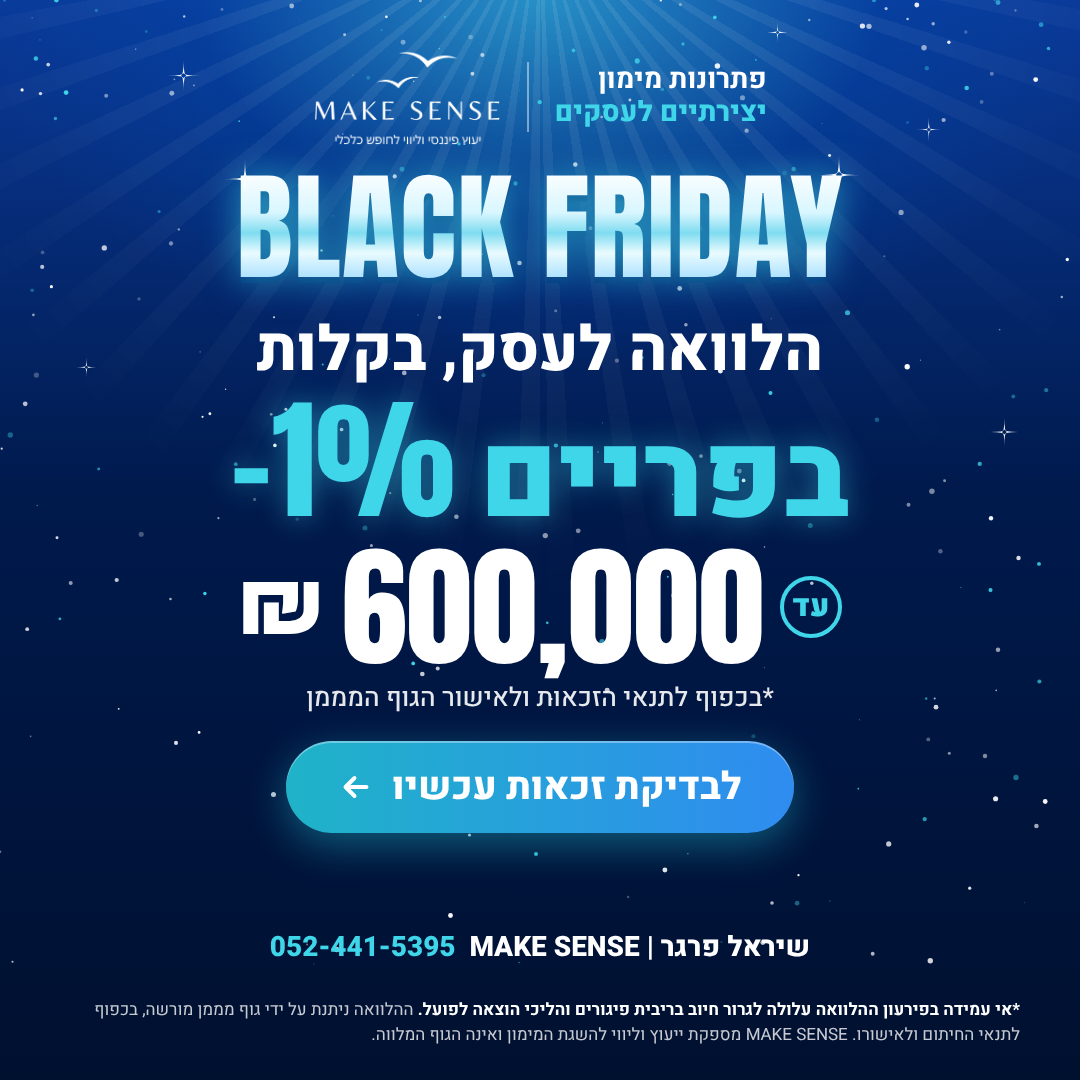 פתרונות מימון
יצירתיים לעסקים
MAKE SENSE
יעוץ פיננסי וליווי לחופש כלכלי
BLACK FRIDAY
הלוואה לעסק, בקלות
בפריים 1%-
עד 600,000 ₪
*בכפוף לתנאי הזכאות ולאישור הגוף המממן
לבדיקת זכאות עכשיו ←
שיראל פרגר | MAKE SENSE 052-441-5395
*אי עמידה בפירעון ההלוואה עלולה לגרור חיוב בריבית פיגורים והליכי הוצאה לפועל. ההלוואה ניתנת על ידי גוף מממן מורשה, בכפוף
לתנאי החיתום ולאישורו. MAKE SENSE מספקת ייעוץ וליווי להשגת המימון ואינה הגוף המלווה.